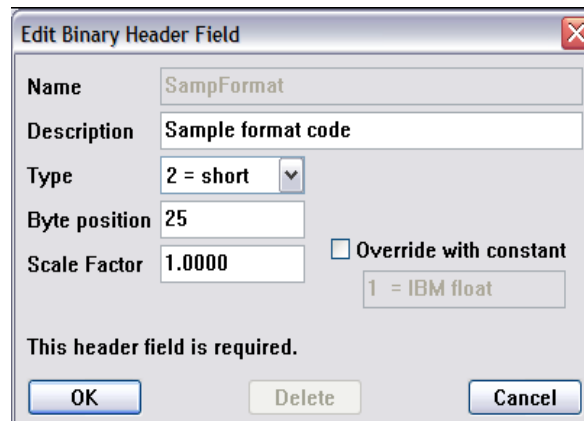 Edit Binary Header Field
Name SampFormat
Description Sample format code
Type 2 = short
Byte position 25
Scale Factor 1.0000
Override with constant
1 = IBM float
This header field is required.
OK Delete Cancel